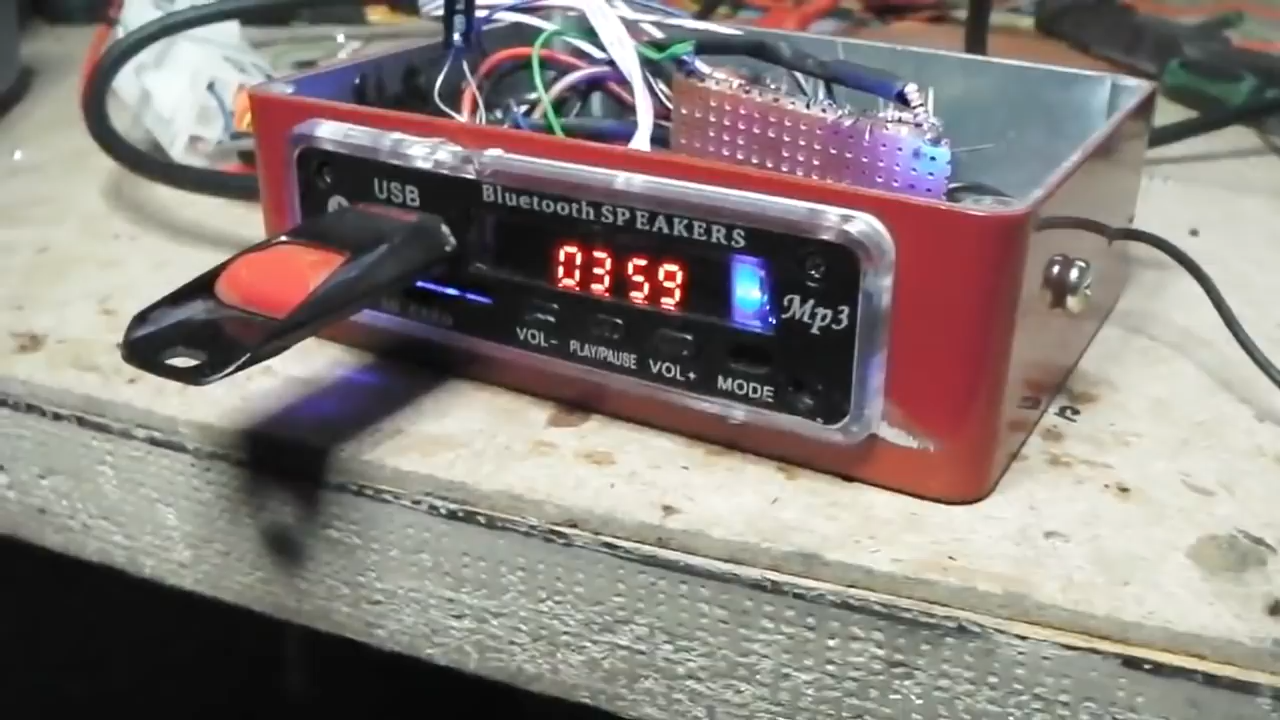 USB
Bluetooth SPEAKERS
0359
Mp3
VOL-
PLAY/PAUSE
VOL+
MODE